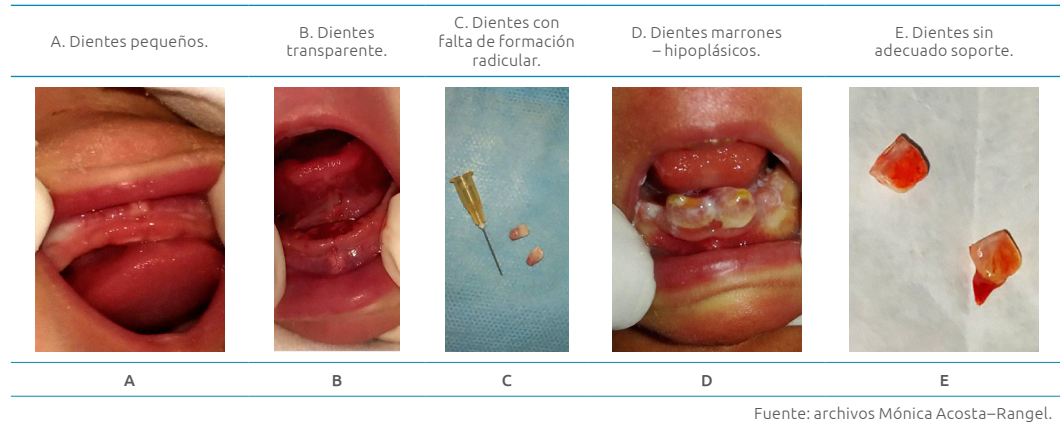 A. Dientes pequeños.
B. Dientes
transparente.
C. Dientes con
falta de formación
radicular.
D. Dientes marrones
– hipoplásicos.
E. Dientes sin
adecuado soporte.
A
B
C
D
E
Fuente: archivos Mónica Acosta–Rangel.